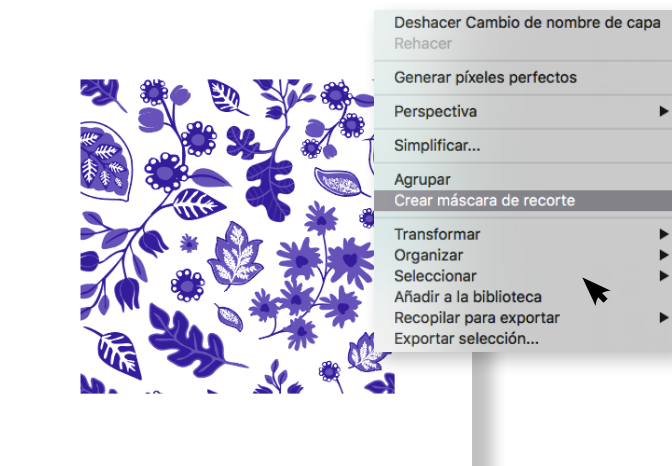 Deshacer Cambio de nombre de capa
Rehacer
Generar píxeles perfectos
Perspectiva
Simplificar...
Agrupar
Crear máscara de recorte
Transformar
Organizar
Seleccionar
Añadir a la biblioteca
Recopilar para exportar
Exportar selección...